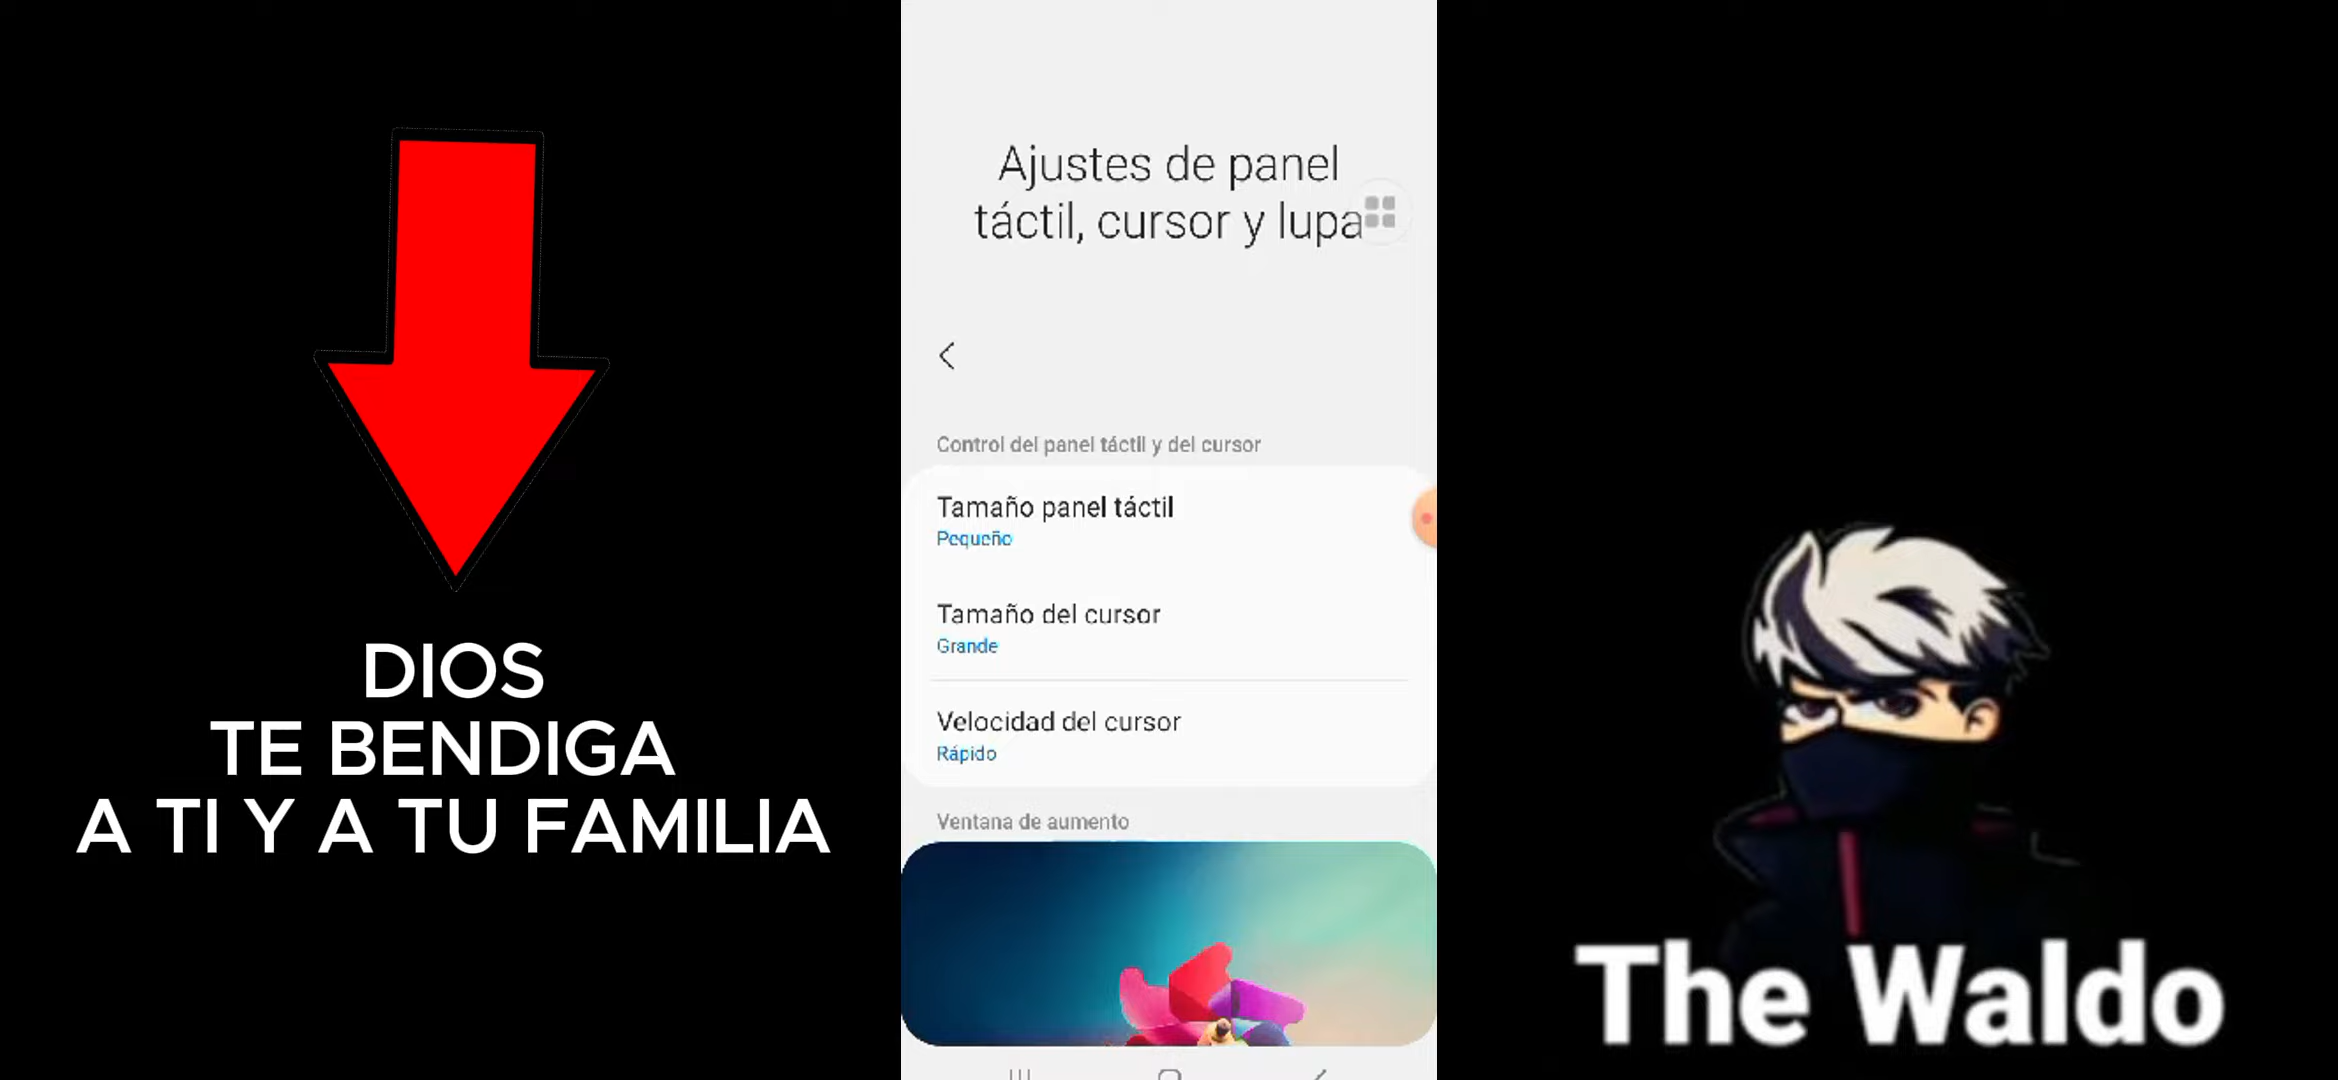 DIOS
TE BENDIGA
A TI Y A TU FAMILIA
Ajustes de panel
táctil, cursor y lupa
Control del panel táctil y del cursor
Tamaño panel táctil
Pequeño
Tamaño del cursor
Grande
Velocidad del cursor
Rápido
Ventana de aumento
The Waldo